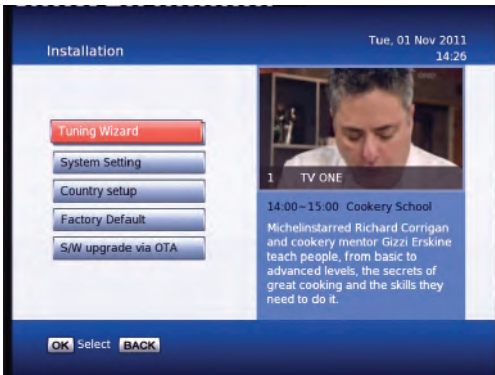 Installation
Tue, 01 Nov 2011
14:26
Tuning Wizard
System Setting
Country setup
Factory Default
S/W upgrade via OTA
1 TV ONE
14:00~15:00 Cookery School
Michelinstarred Richard Corrigan
and cookery mentor Gizzi Erskine
teach people, from basic to
advanced levels, the secrets of
great cooking and the skills they
need to do it.
OK Select BACK